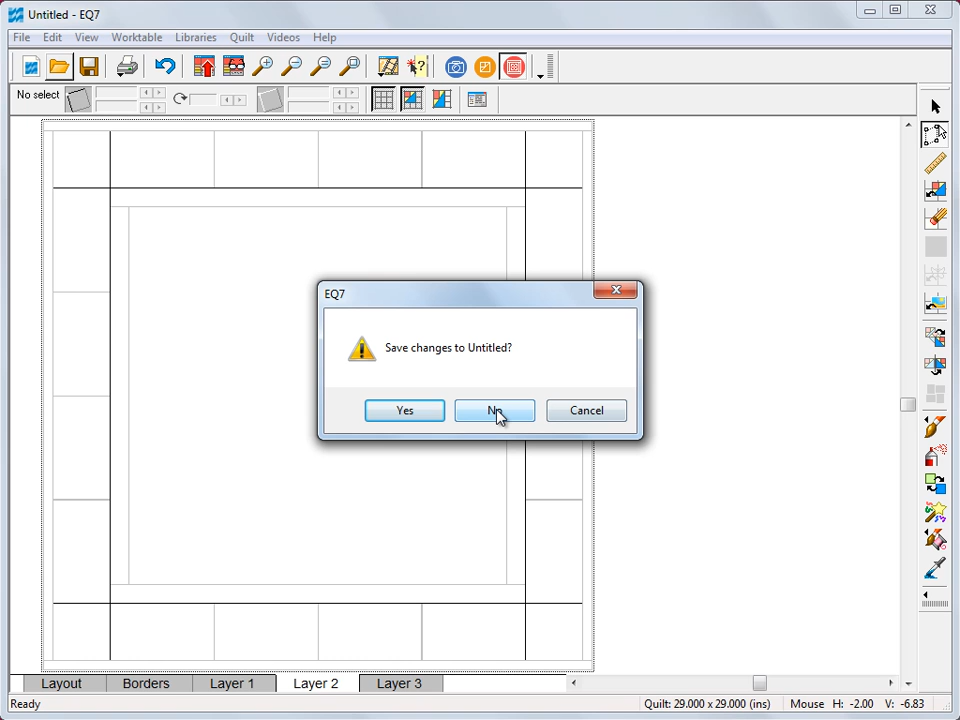 Untitled - EQ7
File Edit View Worktable Libraries Quilt Videos Help
No select
EQ7
Save changes to Untitled?
Yes No Cancel
Layout Borders Layer 1 Layer 2 Layer 3
Ready Quilt: 29.000 x 29.000 (ins) Mouse H: -2.00 V: -6.83